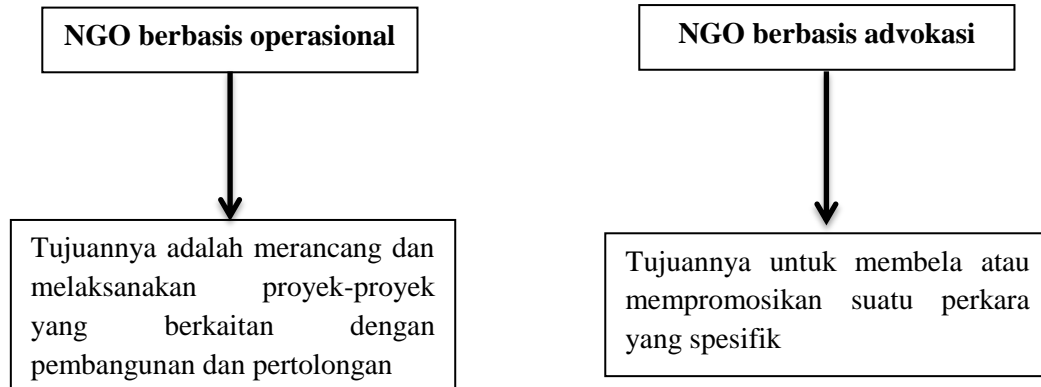 NGO berbasis operasional
Tujuannya adalah merancang dan
melaksanakan proyek-proyek
yang berkaitan dengan
pembangunan dan pertolongan
NGO berbasis advokasi
Tujuannya untuk membela atau
mempromosikan suatu perkara
yang spesifik